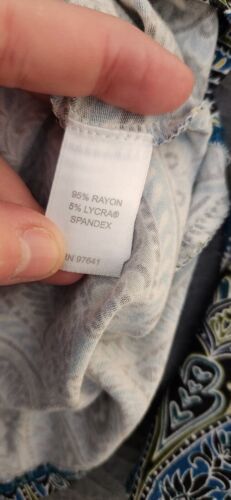 95% RAYON
5% LYCRA®
SPANDEX
RN 97641